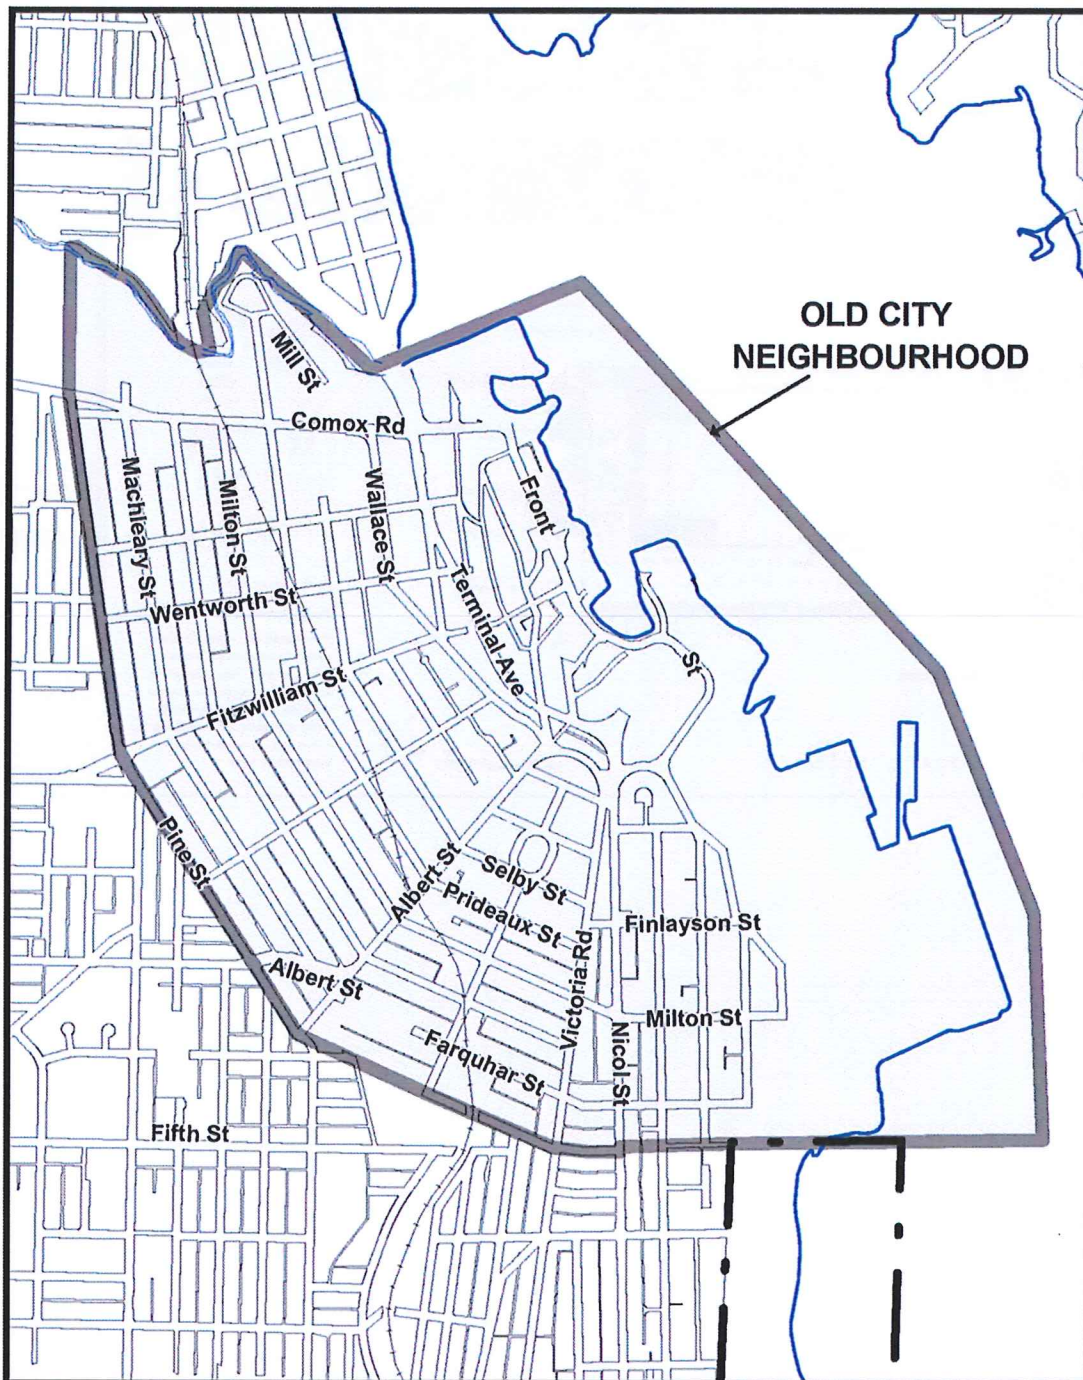 OLD CITY
NEIGHBOURHOOD
Mill St
Comox Rd
Machleary St
Milton St
Wallace St
Front
Wentworth St
Terminal Ave
St
Fitzwilliam St
Pine St
Albert St
Selby St
Prideaux St
Finlayson St
Victoria Rd
Albert St
Milton St
Nicol St
Farquhar St
Fifth St